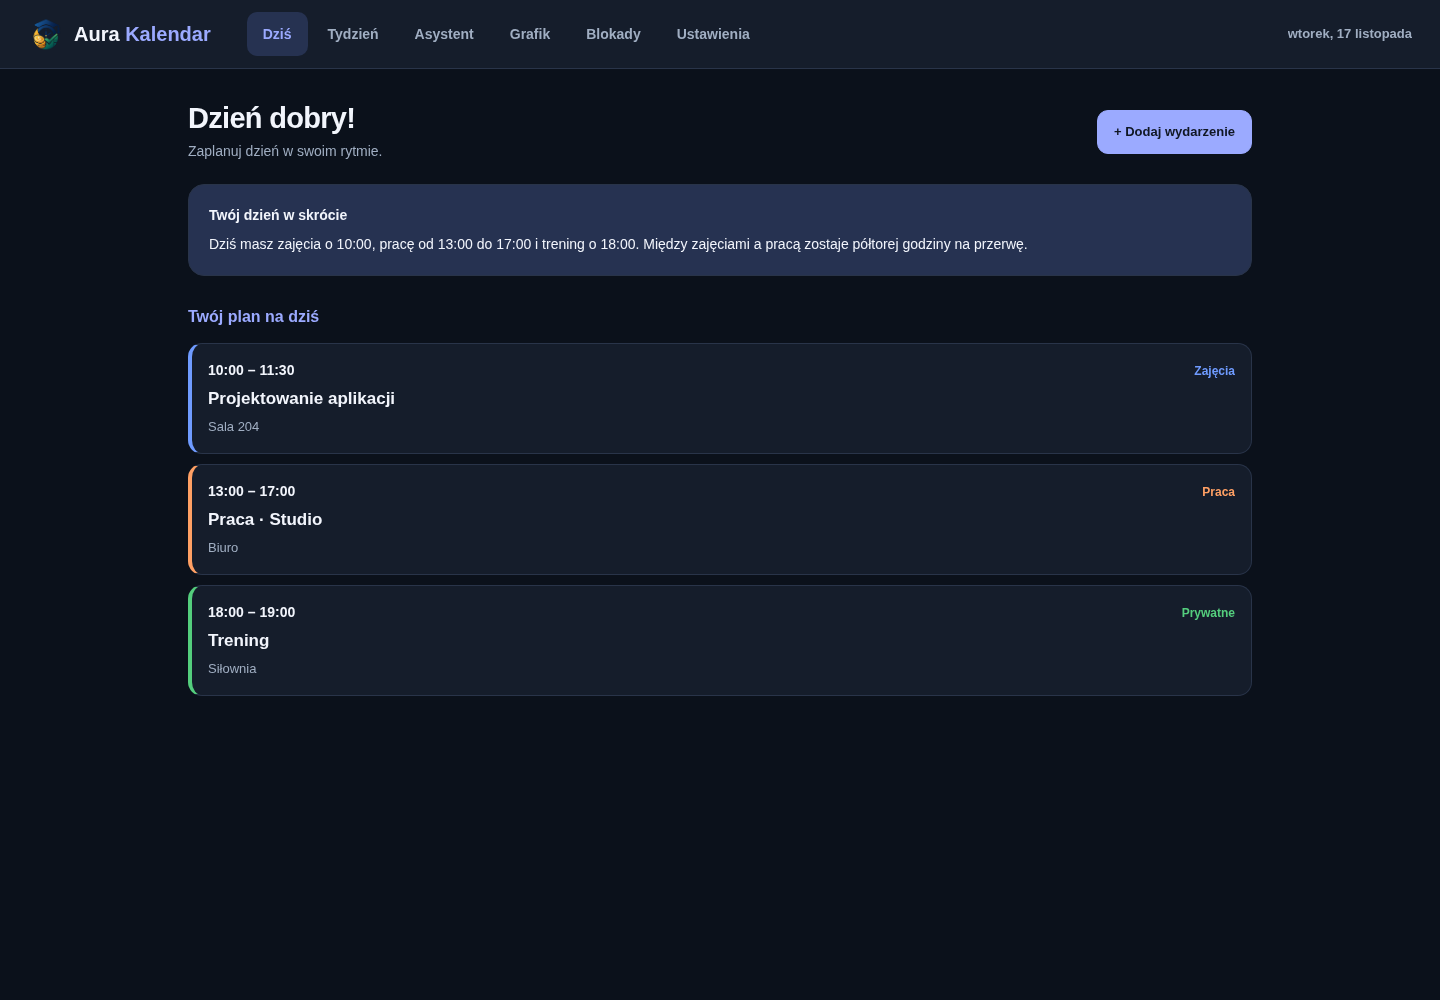 Aura Kalendar
Dziś
Tydzień
Asystent
Grafik
Blokady
Ustawienia
wtorek, 17 listopada
Dzień dobry!
Zaplanuj dzień w swoim rytmie.
+ Dodaj wydarzenie
Twój dzień w skrócie
Dziś masz zajęcia o 10:00, pracę od 13:00 do 17:00 i trening o 18:00. Między zajęciami a pracą zostaje półtorej godziny na przerwę.
Twój plan na dziś
10:00 – 11:30
Zajęcia
Projektowanie aplikacji
Sala 204
13:00 – 17:00
Praca
Praca · Studio
Biuro
18:00 – 19:00
Prywatne
Trening
Siłownia